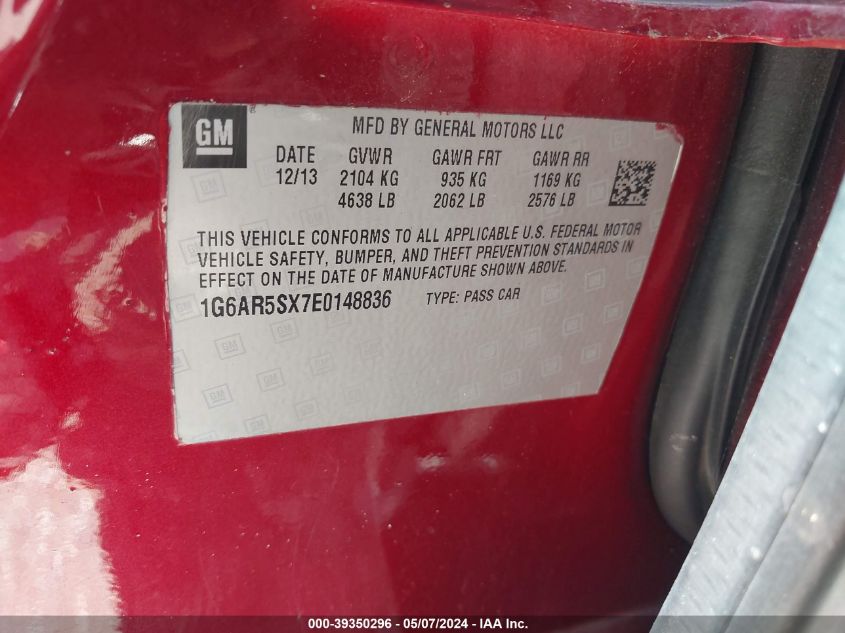 GM
MFD BY GENERAL MOTORS LLC
DATE GVWR GAWR FRT GAWR RR
12/13 2104 KG 935 KG 1169 KG
4638 LB 2062 LB 2576 LB
THIS VEHICLE CONFORMS TO ALL APPLICABLE U.S. FEDERAL MOTOR
VEHICLE SAFETY, BUMPER, AND THEFT PREVENTION STANDARDS IN
EFFECT ON THE DATE OF MANUFACTURE SHOWN ABOVE.
1G6AR5SX7E0148836 TYPE: PASS CAR
000-39350296 - 05/07/2024 - IAA Inc.